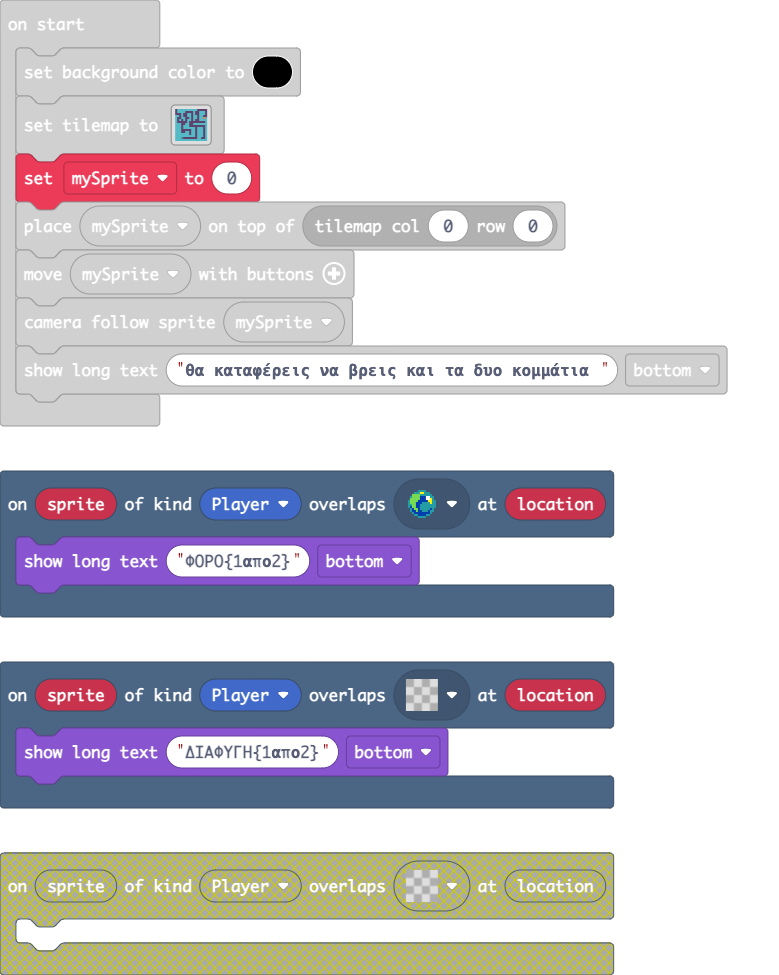 on start
set background color to
set tilemap to
set mySprite to 0
place mySprite on top of tilemap col 0 row 0
move mySprite with buttons
camera follow sprite mySprite
show long text "θα καταφέρεις να βρεις και τα δυο κομμάτια " bottom
on sprite of kind Player overlaps at location
show long text "ΦΟΡΟ{1απο2}" bottom
on sprite of kind Player overlaps at location
show long text "ΔΙΑΦΥΓΗ{1απο2}" bottom
on sprite of kind Player overlaps at location